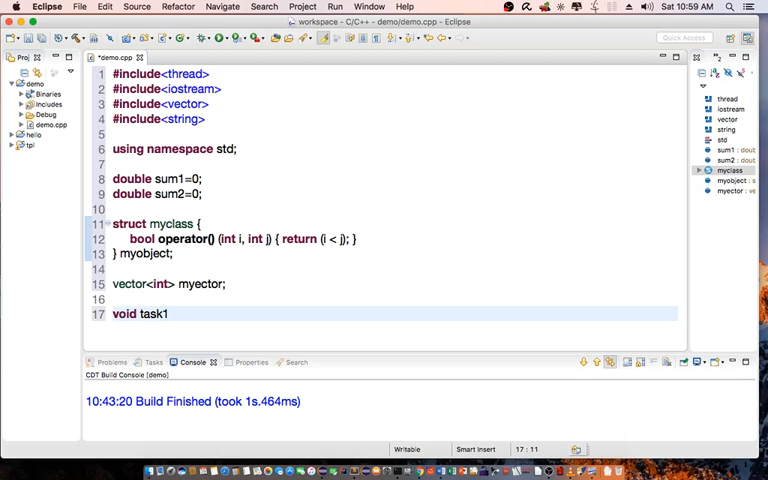 Eclipse File Edit Source Refactor Navigate Search Project Run Window Help Sat 10:59 AM
workspace - C/C++ - demo/demo.cpp - Eclipse
Quick Access
Proj
*demo.cpp
demo
Binaries
Includes
Debug
demo.cpp
hello
tpl
1 #include<thread>
2 #include<iostream>
3 #include<vector>
4 #include<string>
5
6 using namespace std;
7
8 double sum1=0;
9 double sum2=0;
10
11 struct myclass {
12 bool operator() (int i, int j) { return (i < j); }
13 } myobject;
14
15 vector<int> myector;
16
17 void task1
thread
iostream
vector
string
std
sum1 : doub
sum2 : doub
myclass
myobject : s
myector : ve
Problems Tasks Console Properties Search
CDT Build Console [demo]
10:43:20 Build Finished (took 1s.464ms)
Writable Smart Insert 17 : 11